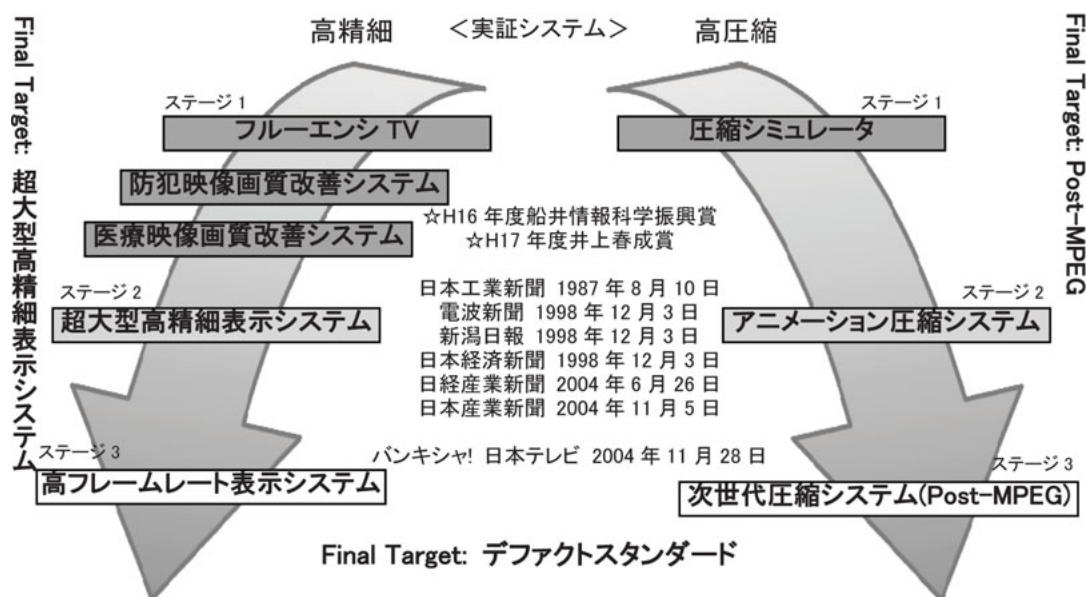 高精細 <実証システム> 高圧縮
Final Target: 超大型高精細表示システム
Final Target: Post-MPEG
ステージ 1
フルーエンシ TV
ステージ 1
圧縮シミュレータ
防犯映像画質改善システム
医療映像画質改善システム
☆H16 年度船井情報科学振興賞
☆H17 年度井上春成賞
ステージ 2
超大型高精細表示システム
日本工業新聞 1987 年 8 月 10 日
電波新聞 1998 年 12 月 3 日
新潟日報 1998 年 12 月 3 日
日本経済新聞 1998 年 12 月 3 日
日経産業新聞 2004 年 6 月 26 日
日本産業新聞 2004 年 11 月 5 日
ステージ 2
アニメーション圧縮システム
ステージ 3
高フレームレート表示システム
バンキシャ! 日本テレビ 2004 年 11 月 28 日
ステージ 3
次世代圧縮システム(Post-MPEG)
Final Target: デファクトスタンダード